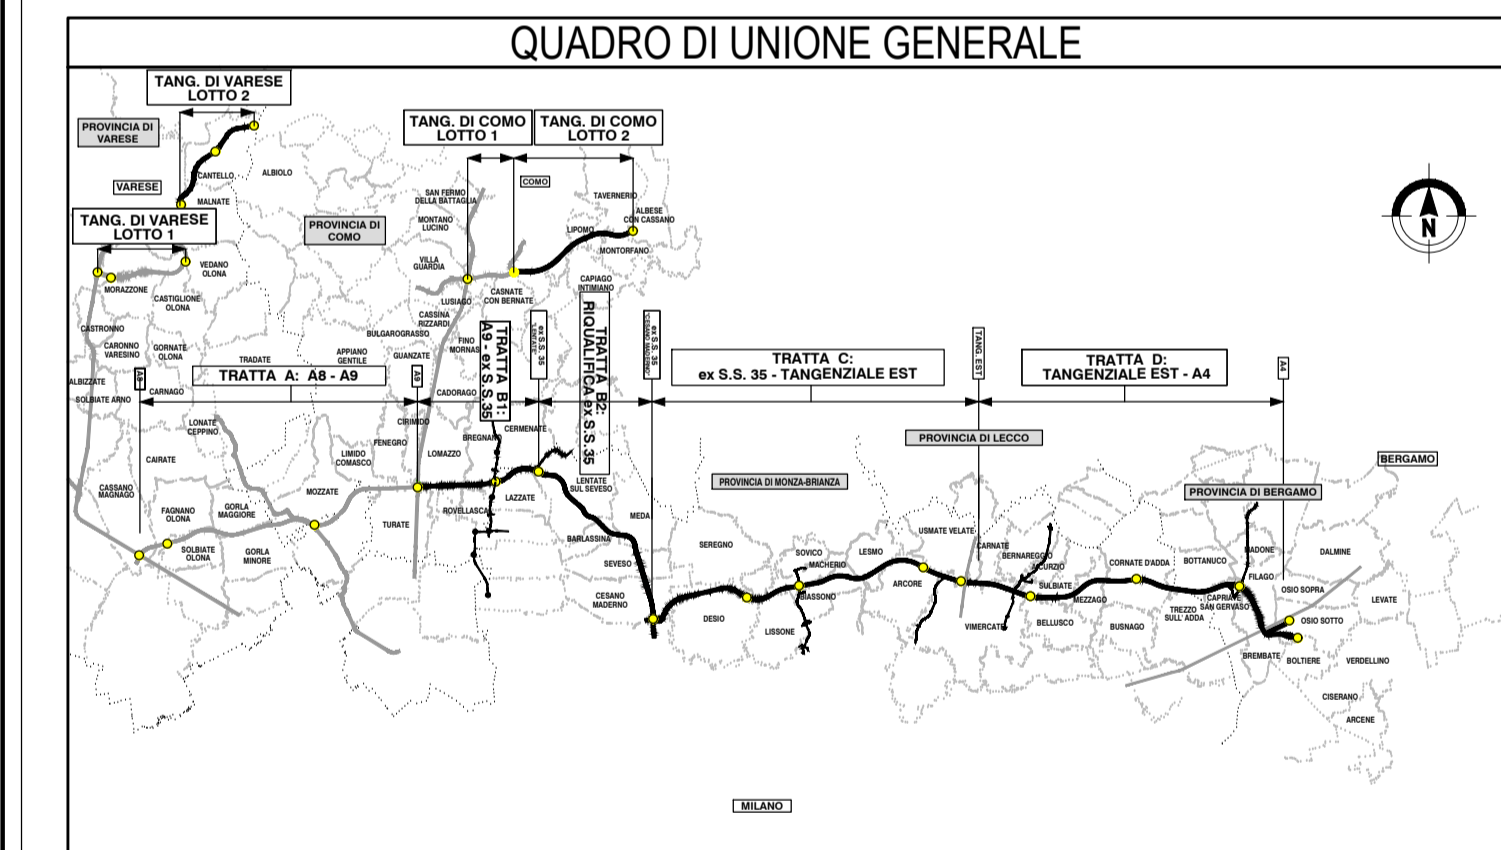 QUADRO DI UNIONE GENERALE
TANG. DI VARESE
LOTTO 2
PROVINCIA DI
VARESE
TANG. DI COMO
LOTTO 1
TANG. DI COMO
LOTTO 2
CANTELLO
ALBIOLO
VARESE
MALNATE
COMO
SAN FERMO
DELLA BATTAGLIA
TAVERNERIO
ALBESE
CON CASSANO
TANG. DI VARESE
LOTTO 1
PROVINCIA DI
COMO
MONTANO
LUCINO
LIPOMO
MONTORFANO
N
VILLA
GUARDIA
VEDANO
OLONA
MORAZZONE
CASTIGLIONE
OLONA
LUSIAGO
CASNATE
CON BERNATE
CAPIAGO
INTIMIANO
CASSINA
RIZZARDI
BULGAROGRASSO
CASTRONNO
CARONNO
VARESINO
GORNATE
OLONA
TRADATE
APPIANO
GENTILE
GUANZATE
FINO
MORNAS
TRATTA B1:
A9 - ex S.S.35
ex S.S. 35
"LENTATE"
TRATTA B2:
RIQUALIFICA ex S.S.35
ex S.S. 35
"CESANO MADERNO"
TRATTA C:
ex S.S. 35 - TANGENZIALE EST
TANG. EST
TRATTA D:
TANGENZIALE EST - A4
A4
ALBIZZATE
SOLBIATE ARNO
A8
CARNAGO
TRATTA A: A8 - A9
A9
CADORAGO
CIRIMIDO
LONATE
CEPPINO
FENEGRO
BREGNANO
CERMENATE
PROVINCIA DI LECCO
CAIRATE
LIMIDO
COMASCO
LOMAZZO
BERGAMO
CASSANO
MAGNAGO
MOZZATE
LAZZATE
LENTATE
SUL SEVESO
PROVINCIA DI MONZA-BRIANZA
PROVINCIA DI BERGAMO
FAGNANO
OLONA
GORLA
MAGGIORE
ROVELLASCA
TURATE
MEDA
SOLBIATE
OLONA
GORLA
MINORE
BARLASSINA
SEVESO
SEREGNO
SOVICO
MACHERIO
LESMO
USMATE VELATE
CARNATE
BERNAREGGIO
AICURZIO
SULBIATE
CORNATE D'ADDA
BOTTANUCO
MADONE
DALMINE
FILAGO
CESANO
MADERNO
DESIO
BIASSONO
LISSONE
ARCORE
VIMERCATE
MEZZAGO
BELLUSCO
BUSNAGO
TREZZO
SULL' ADDA
CAPRIATE
SAN GERVASO
OSIO SOPRA
LEVATE
OSIO SOTTO
BREMBATE
BOLTIERE
VERDELLINO
CISERANO
ARCENE
MILANO